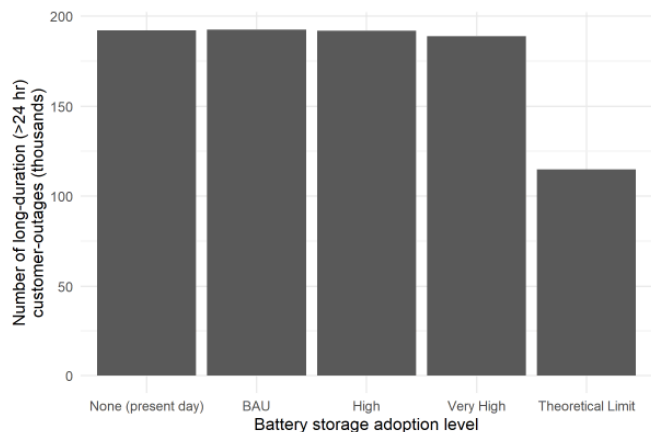 Number of long-duration (>24 hr)
customer-outages (thousands)
200
150
100
50
0
None (present day)
BAU
High
Very High
Theoretical Limit
Battery storage adoption level